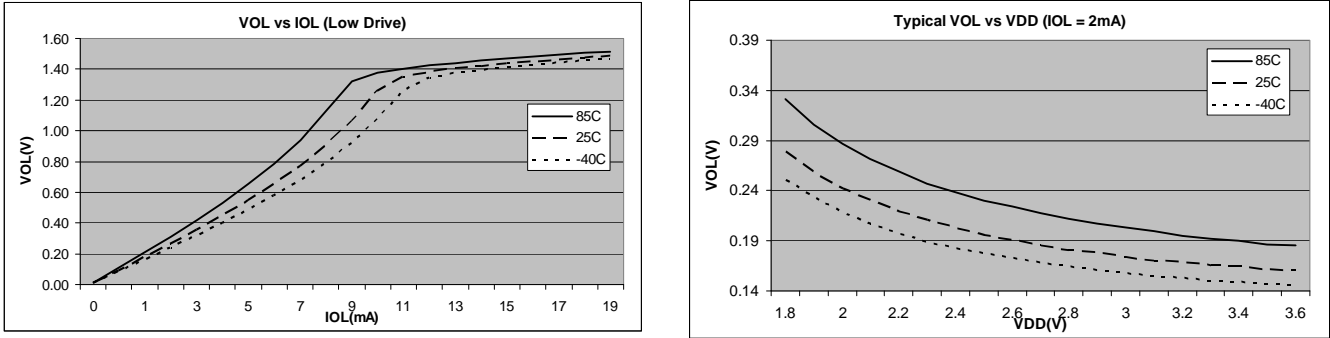 VOL vs IOL (Low Drive)
1.60
1.40
1.20
1.00
0.80
0.60
0.40
0.20
0.00
VOL(V)
0 1 3 5 7 9 11 13 15 17 19
IOL(mA)
85C
25C
-40C
Typical VOL vs VDD (IOL = 2mA)
0.39
0.34
0.29
0.24
0.19
0.14
VOL(V)
1.8 2 2.2 2.4 2.6 2.8 3 3.2 3.4 3.6
VDD(V)
85C
25C
-40C